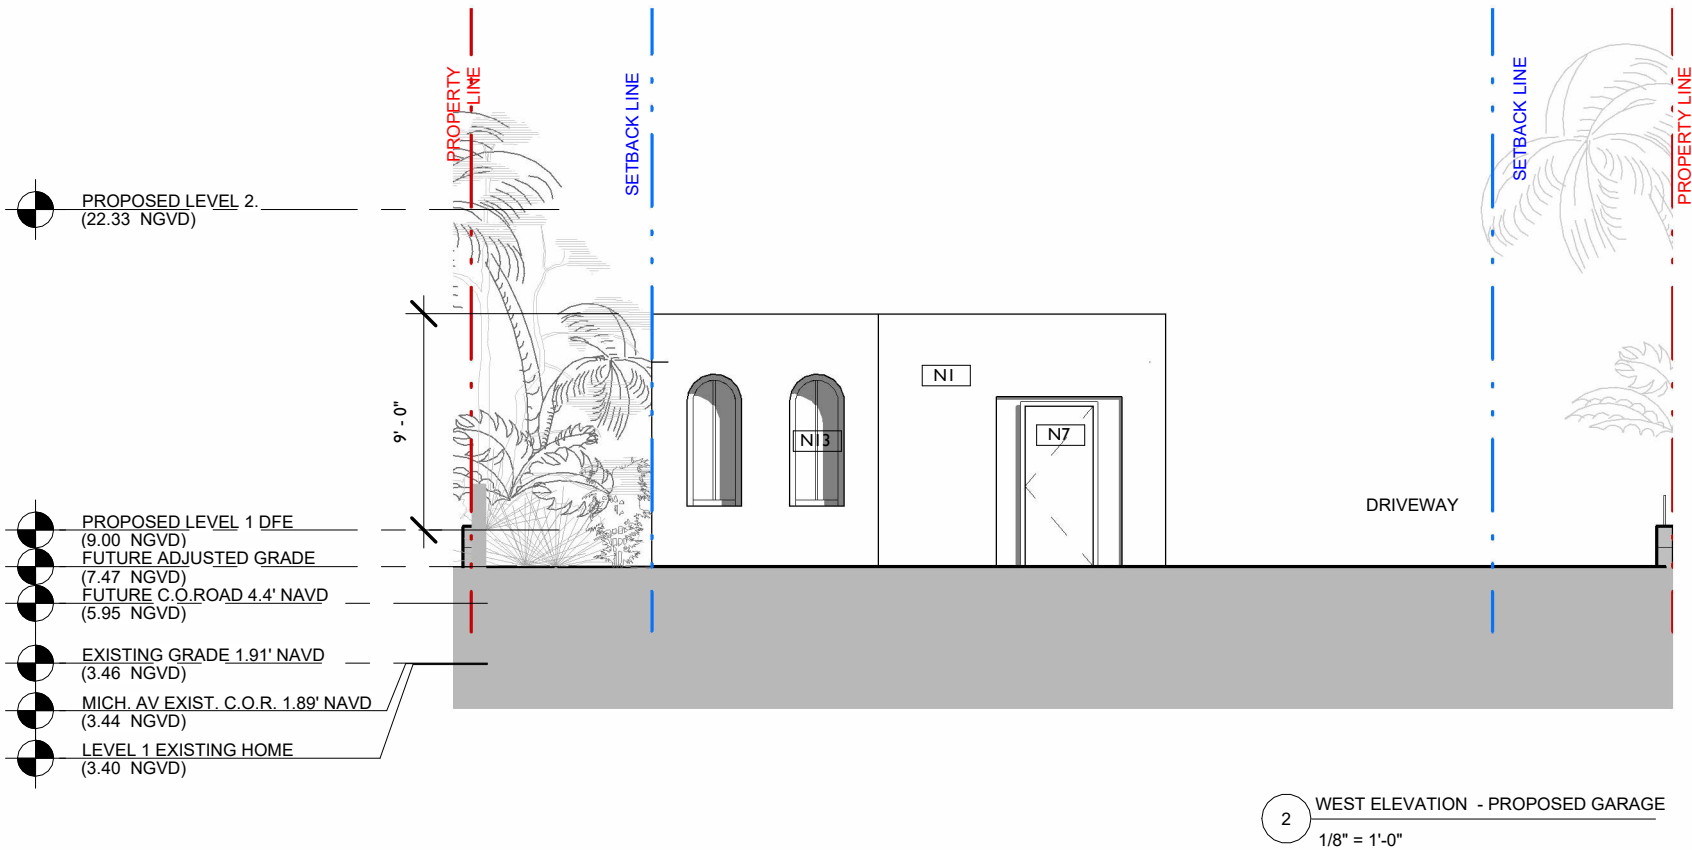 PROPERTY
LINE
SETBACK LINE
SETBACK LINE
PROPERTY LINE
PROPOSED LEVEL 2.
(22.33 NGVD)
9' - 0"
N1
N13
N7
DRIVEWAY
PROPOSED LEVEL 1 DFE
(9.00 NGVD)
FUTURE ADJUSTED GRADE
(7.47 NGVD)
FUTURE C.O.ROAD 4.4' NAVD
(5.95 NGVD)
EXISTING GRADE 1.91' NAVD
(3.46 NGVD)
MICH. AV EXIST. C.O.R. 1.89' NAVD
(3.44 NGVD)
LEVEL 1 EXISTING HOME
(3.40 NGVD)
2
WEST ELEVATION - PROPOSED GARAGE
1/8" = 1'-0"